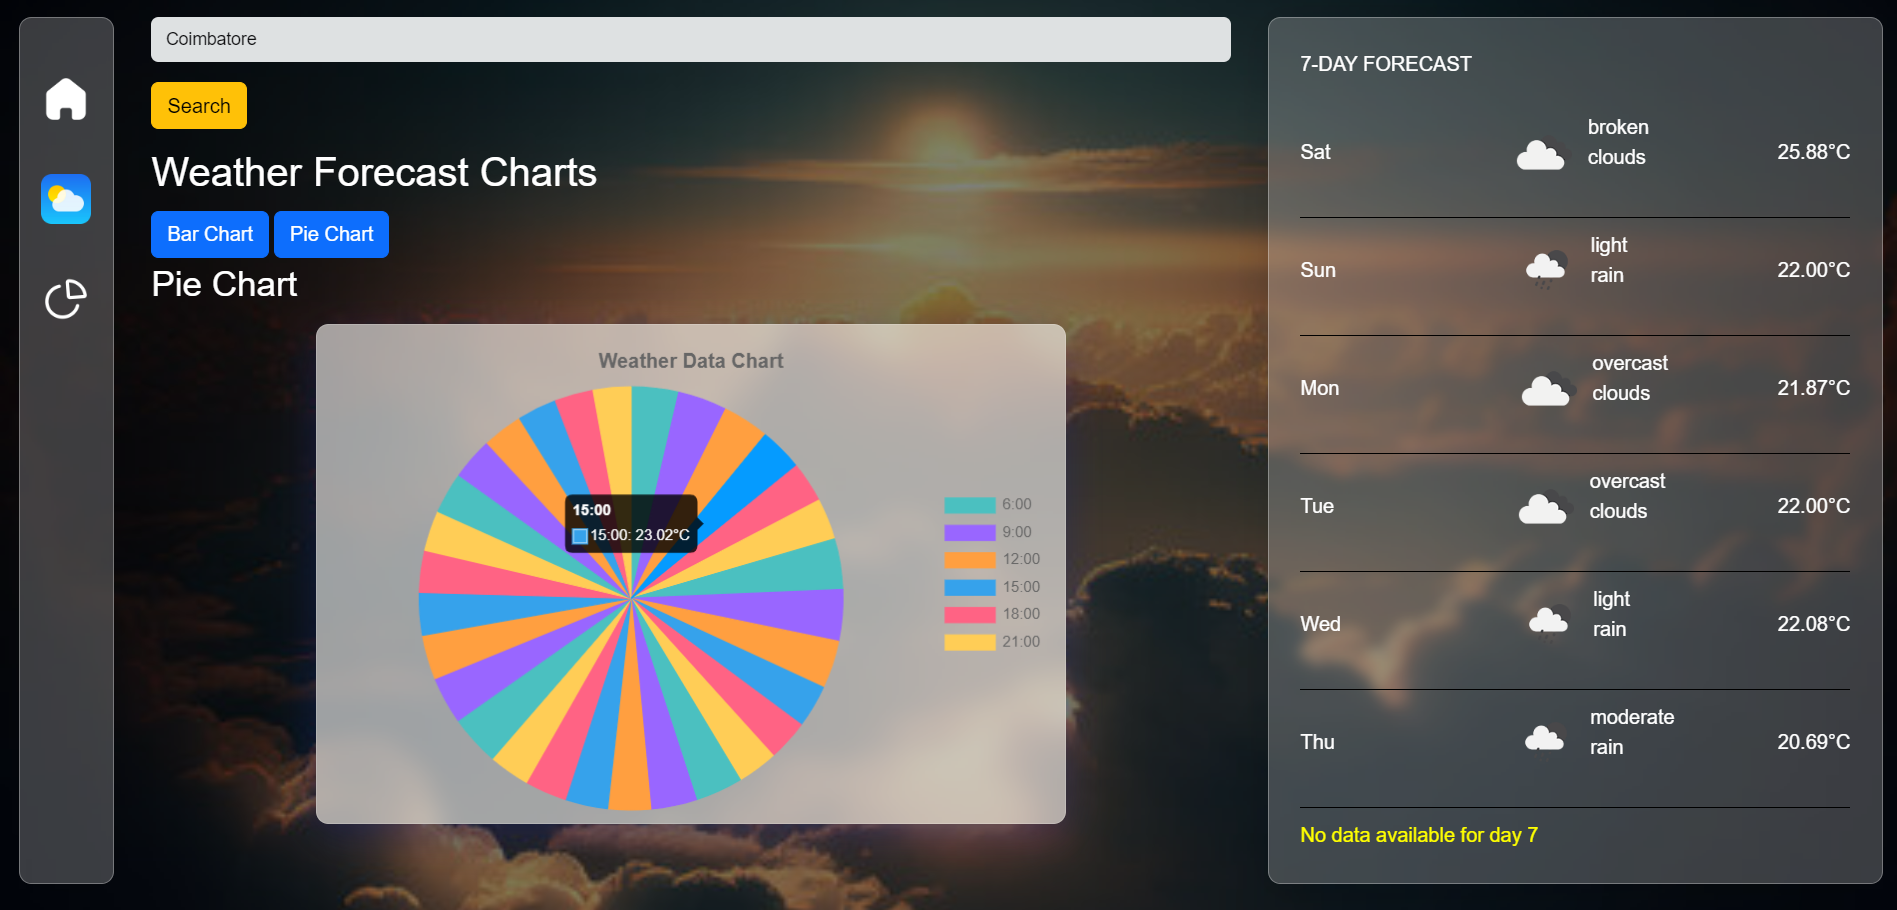 Coimbatore
Search
Weather Forecast Charts
Bar Chart
Pie Chart
Pie Chart
Weather Data Chart
15:00
15:00: 23.02°C
6:00
9:00
12:00
15:00
18:00
21:00
7-DAY FORECAST
Sat
broken
clouds
25.88°C
Sun
light
rain
22.00°C
Mon
overcast
clouds
21.87°C
Tue
overcast
clouds
22.00°C
Wed
light
rain
22.08°C
Thu
moderate
rain
20.69°C
No data available for day 7